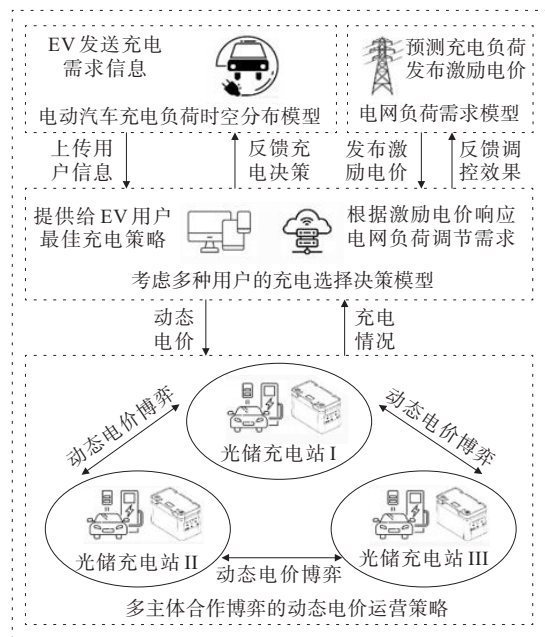 EV 发送充电
需求信息
预测充电负荷
发布激励电价
电动汽车充电负荷时空分布模型
电网负荷需求模型
上传用
户信息
反馈充
电决策
发布激
励电价
反馈调
控效果
提供给 EV 用户
最佳充电策略
根据激励电价响应
电网负荷调节需求
考虑多种用户的充电选择决策模型
动态
电价
充电
情况
动态电价博弈
动态电价博弈
光储充电站 I
光储充电站 II
光储充电站 III
动态电价博弈
多主体合作博弈的动态电价运营策略